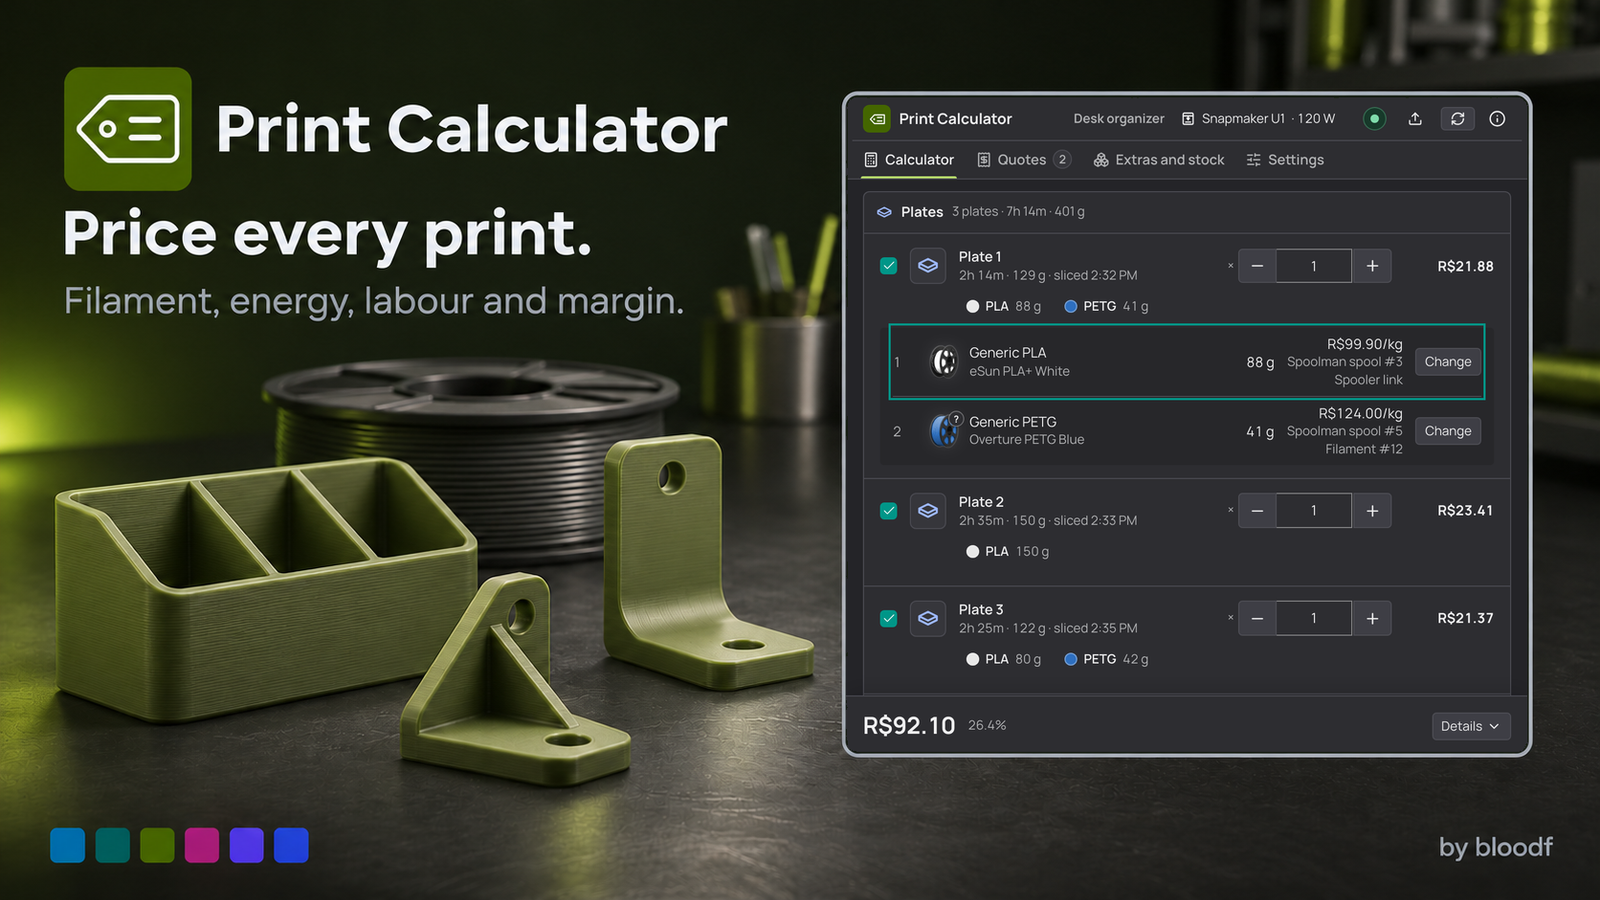 Print Calculator
Price every print.
Filament, energy, labour and margin.
Print Calculator
Desk organizer
Snapmaker U1 · 120 W
Calculator
Quotes 2
Extras and stock
Settings
Plates 3 plates · 7h 14m · 401 g
Plate 1
2h 14m · 129 g · sliced 2:32 PM
× − 1 +
R$21.88
PLA 88 g PETG 41 g
1
Generic PLA
eSun PLA+ White
88 g
R$99.90/kg
Spoolman spool #3
Spooler link
Change
2
?
Generic PETG
Overture PETG Blue
41 g
R$124.00/kg
Spoolman spool #5
Filament #12
Change
Plate 2
2h 35m · 150 g · sliced 2:33 PM
× − 1 +
R$23.41
PLA 150 g
Plate 3
2h 25m · 122 g · sliced 2:35 PM
× − 1 +
R$21.37
PLA 80 g PETG 42 g
R$92.10 26.4%
Details
by bloodf